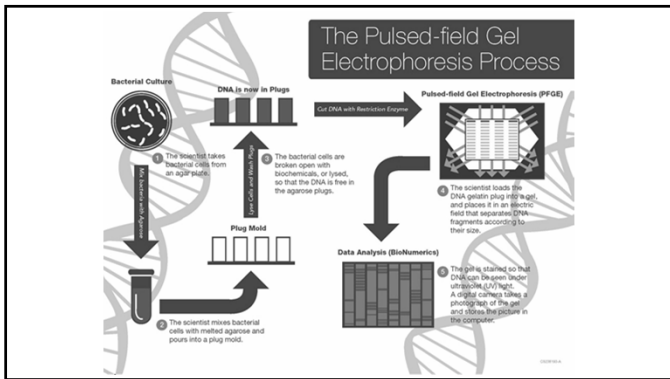 The Pulsed-field Gel
Electrophoresis Process
Bacterial Culture
1 The scientist takes
bacterial cells from
an agar plate.
Mix bacteria with Agarose
2 The scientist mixes bacterial
cells with melted agarose and
pours into a plug mold.
Plug Mold
Lyse Cells and Wash Plugs
3 The bacterial cells are
broken open with
biochemicals, or lysed,
so that the DNA is free in
the agarose plugs.
DNA is now in Plugs
Cut DNA with Restriction Enzyme
Pulsed-field Gel Electrophoresis (PFGE)
4 The scientist loads the
DNA gelatin plug into a gel,
and places it in an electric
field that separates DNA
fragments according to
their size.
Data Analysis (BioNumerics)
5 The gel is stained so that
DNA can be seen under
ultraviolet (UV) light.
A digital camera takes a
photograph of the gel
and stores the picture in
the computer.